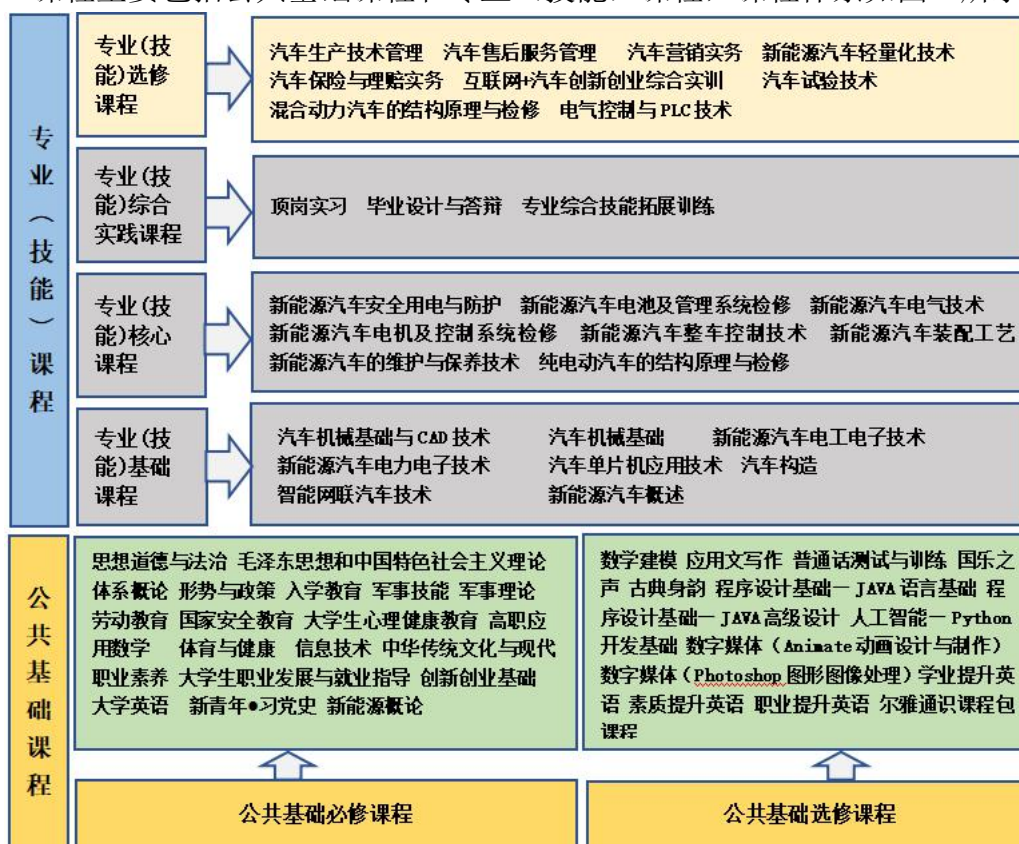 专业（技能）课程
专业(技
能)选修
课程
汽车生产技术管理 汽车售后服务管理 汽车营销实务 新能源汽车轻量化技术
汽车保险与理赔实务 互联网+汽车创新创业综合实训 汽车试验技术
混合动力汽车的结构原理与检修 电气控制与PLC技术
专业(技
能)综合
实践课程
顶岗实习 毕业设计与答辩 专业综合技能拓展训练
专业(技
能)核心
课程
新能源汽车安全用电与防护 新能源汽车电池及管理系统检修 新能源汽车电气技术
新能源汽车电机及控制系统检修 新能源汽车整车控制技术 新能源汽车装配工艺
新能源汽车的维护与保养技术 纯电动汽车的结构原理与检修
专业(技
能)基础
课程
汽车机械基础与CAD技术 汽车机械基础 新能源汽车电工电子技术
新能源汽车电力电子技术 汽车单片机应用技术 汽车构造
智能网联汽车技术 新能源汽车概述
公共基础课程
思想道德与法治 毛泽东思想和中国特色社会主义理论
体系概论 形势与政策 入学教育 军事技能 军事理论
劳动教育 国家安全教育 大学生心理健康教育 高职应
用数学 体育与健康 信息技术 中华传统文化与现代
职业素养 大学生职业发展与就业指导 创新创业基础
大学英语 新青年●习党史 新能源概论
数学建模 应用文写作 普通话测试与训练 国乐之
声 古典身韵 程序设计基础一JAVA语言基础 程
序设计基础一JAVA高级设计 人工智能一Python
开发基础 数字媒体（Animate动画设计与制作）
数字媒体（Photoshop图形图像处理）学业提升英
语 素质提升英语 职业提升英语 尔雅通识课程包
课程
公共基础必修课程
公共基础选修课程